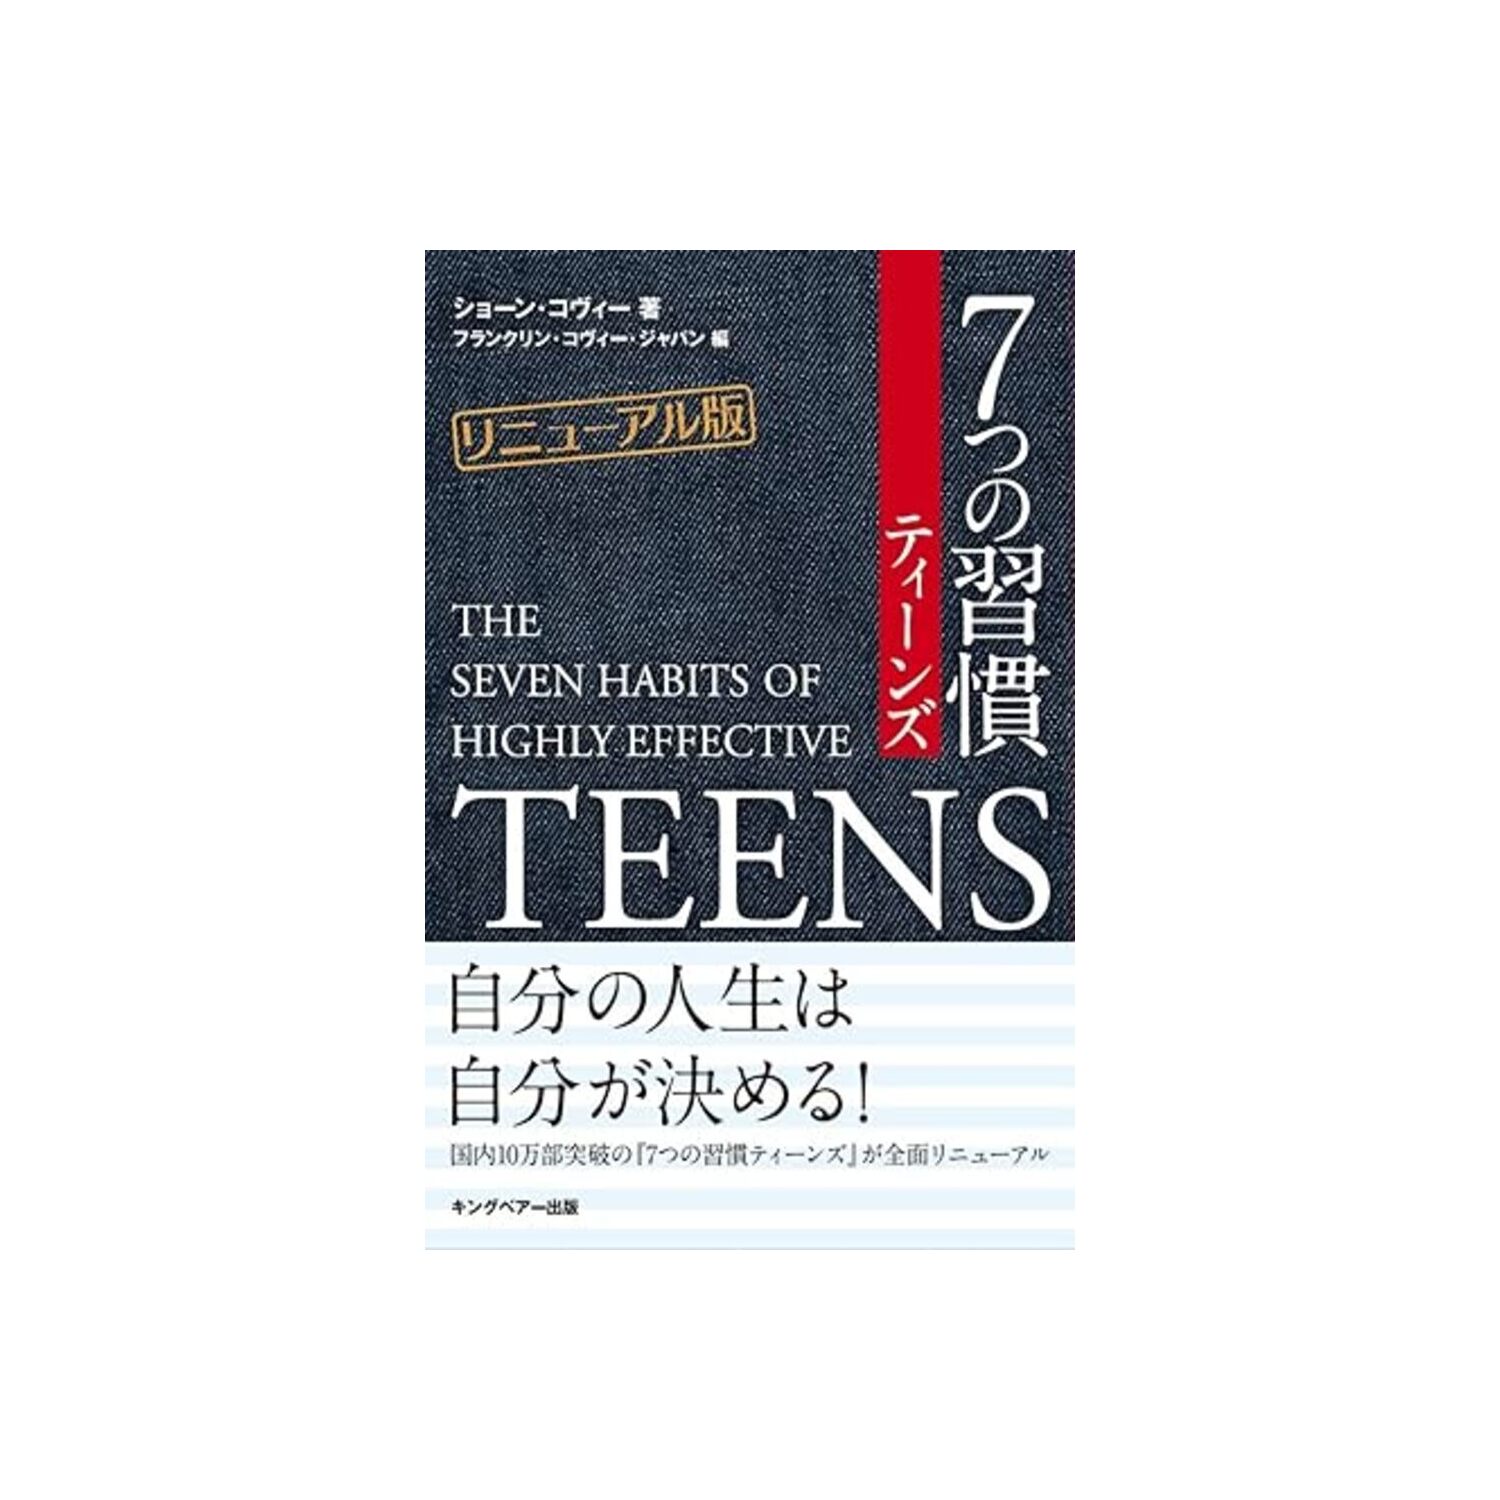 ショーン・コヴィー 著
フランクリン・コヴィー・ジャパン 編
リニューアル版
7つの習慣
ティーンズ
THE
SEVEN HABITS OF
HIGHLY EFFECTIVE
TEENS
自分の人生は
自分が決める!
国内10万部突破の『7つの習慣ティーンズ』が全面リニューアル
キングベアー出版